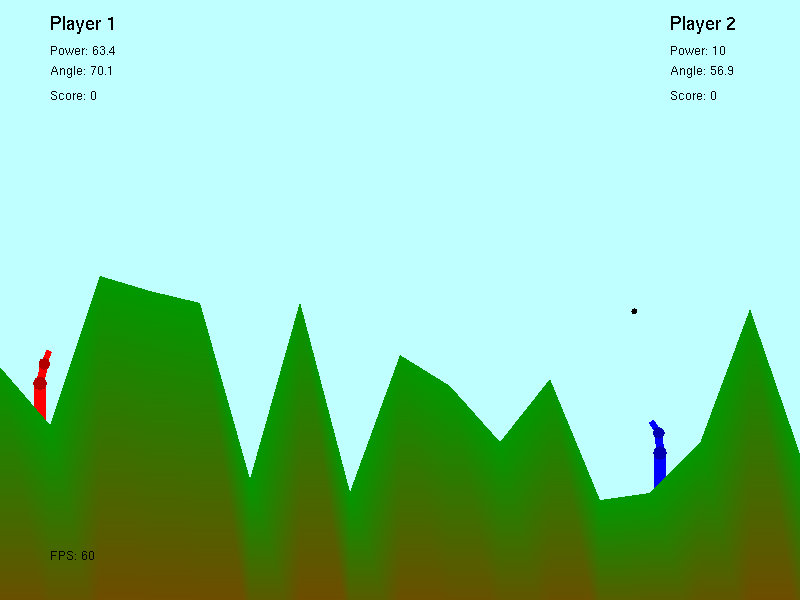 Player 1
Power: 63.4
Angle: 70.1
Score: 0
Player 2
Power: 10
Angle: 56.9
Score: 0
FPS: 60